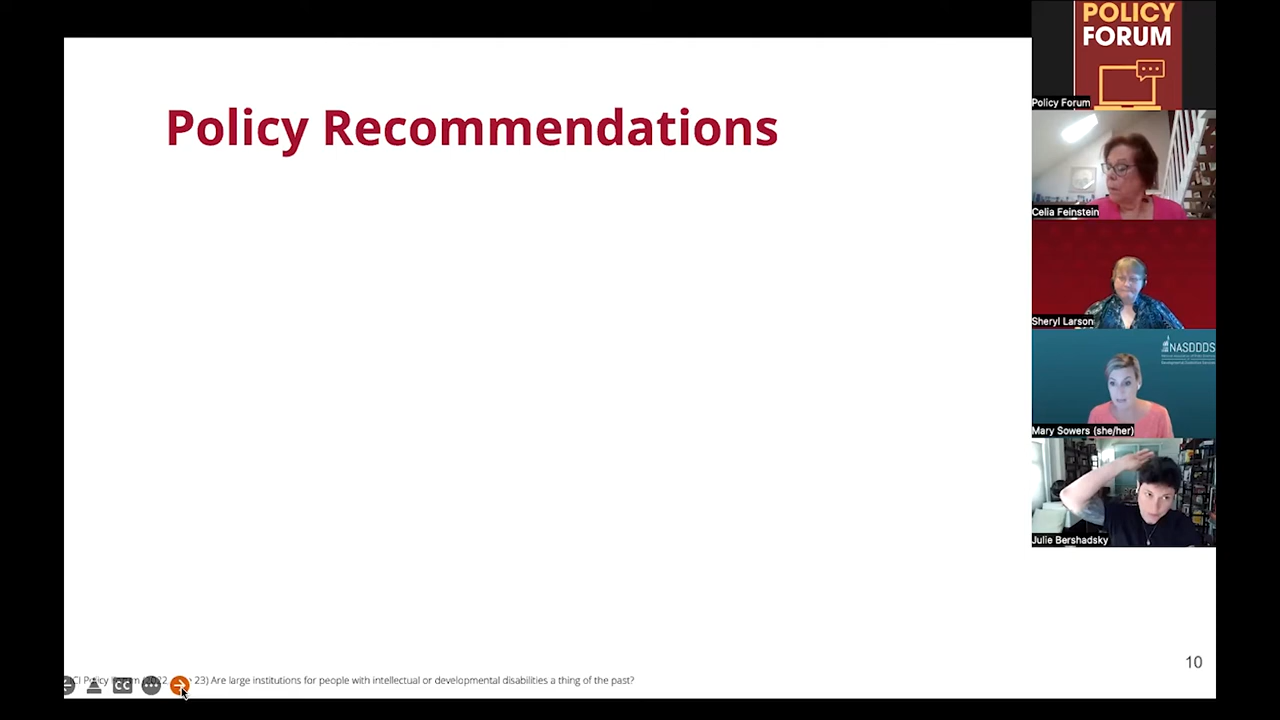 POLICY
FORUM
Policy Forum
Policy Recommendations
Celia Feinstein
Sheryl Larson
NASDDDS
Mary Sowers (she/her)
Julie Bershadsky
10
CC
23) Are large institutions for people with intellectual or developmental disabilities a thing of the past?